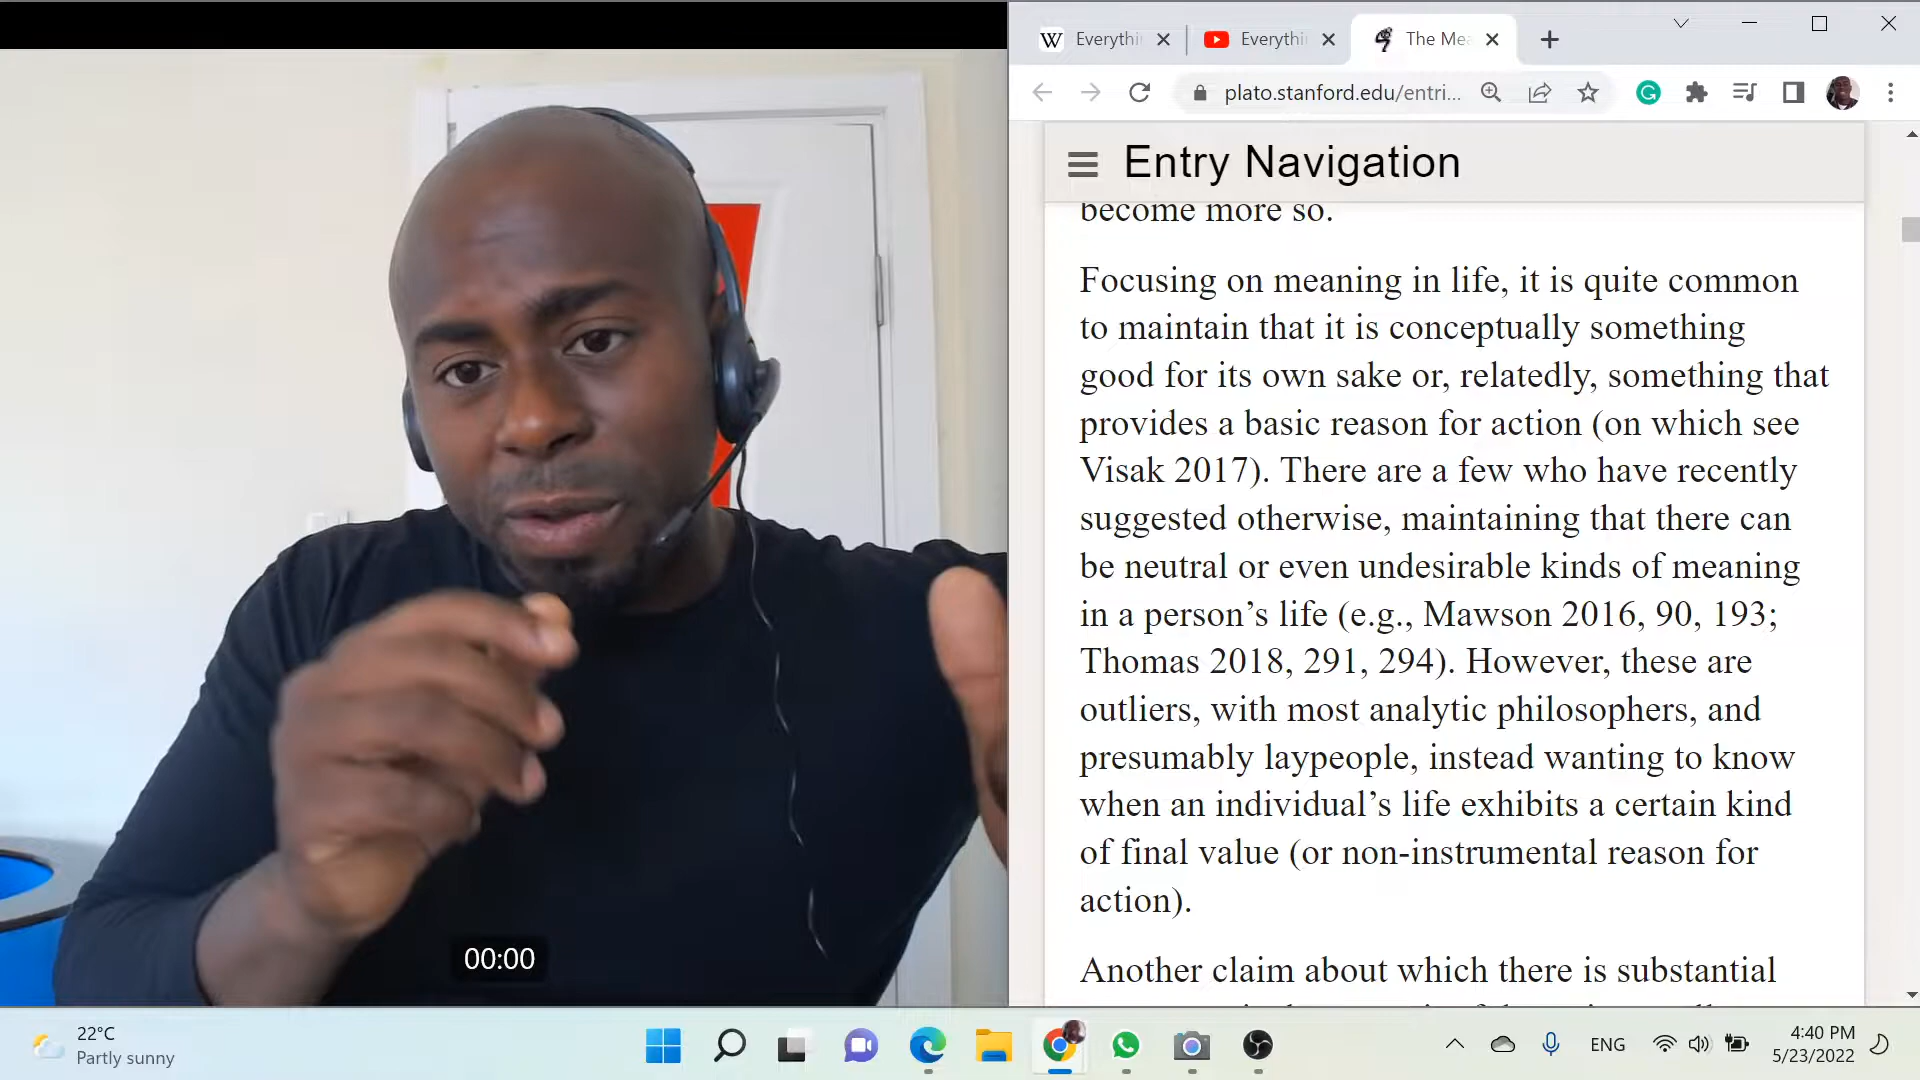 Everythi
Everythi
The Mea
plato.stanford.edu/entri...
Entry Navigation
become more so.
Focusing on meaning in life, it is quite common
to maintain that it is conceptually something
good for its own sake or, relatedly, something that
provides a basic reason for action (on which see
Visak 2017). There are a few who have recently
suggested otherwise, maintaining that there can
be neutral or even undesirable kinds of meaning
in a person’s life (e.g., Mawson 2016, 90, 193;
Thomas 2018, 291, 294). However, these are
outliers, with most analytic philosophers, and
presumably laypeople, instead wanting to know
when an individual’s life exhibits a certain kind
of final value (or non-instrumental reason for
action).
Another claim about which there is substantial
00:00
22°C
Partly sunny
ENG
4:40 PM
5/23/2022